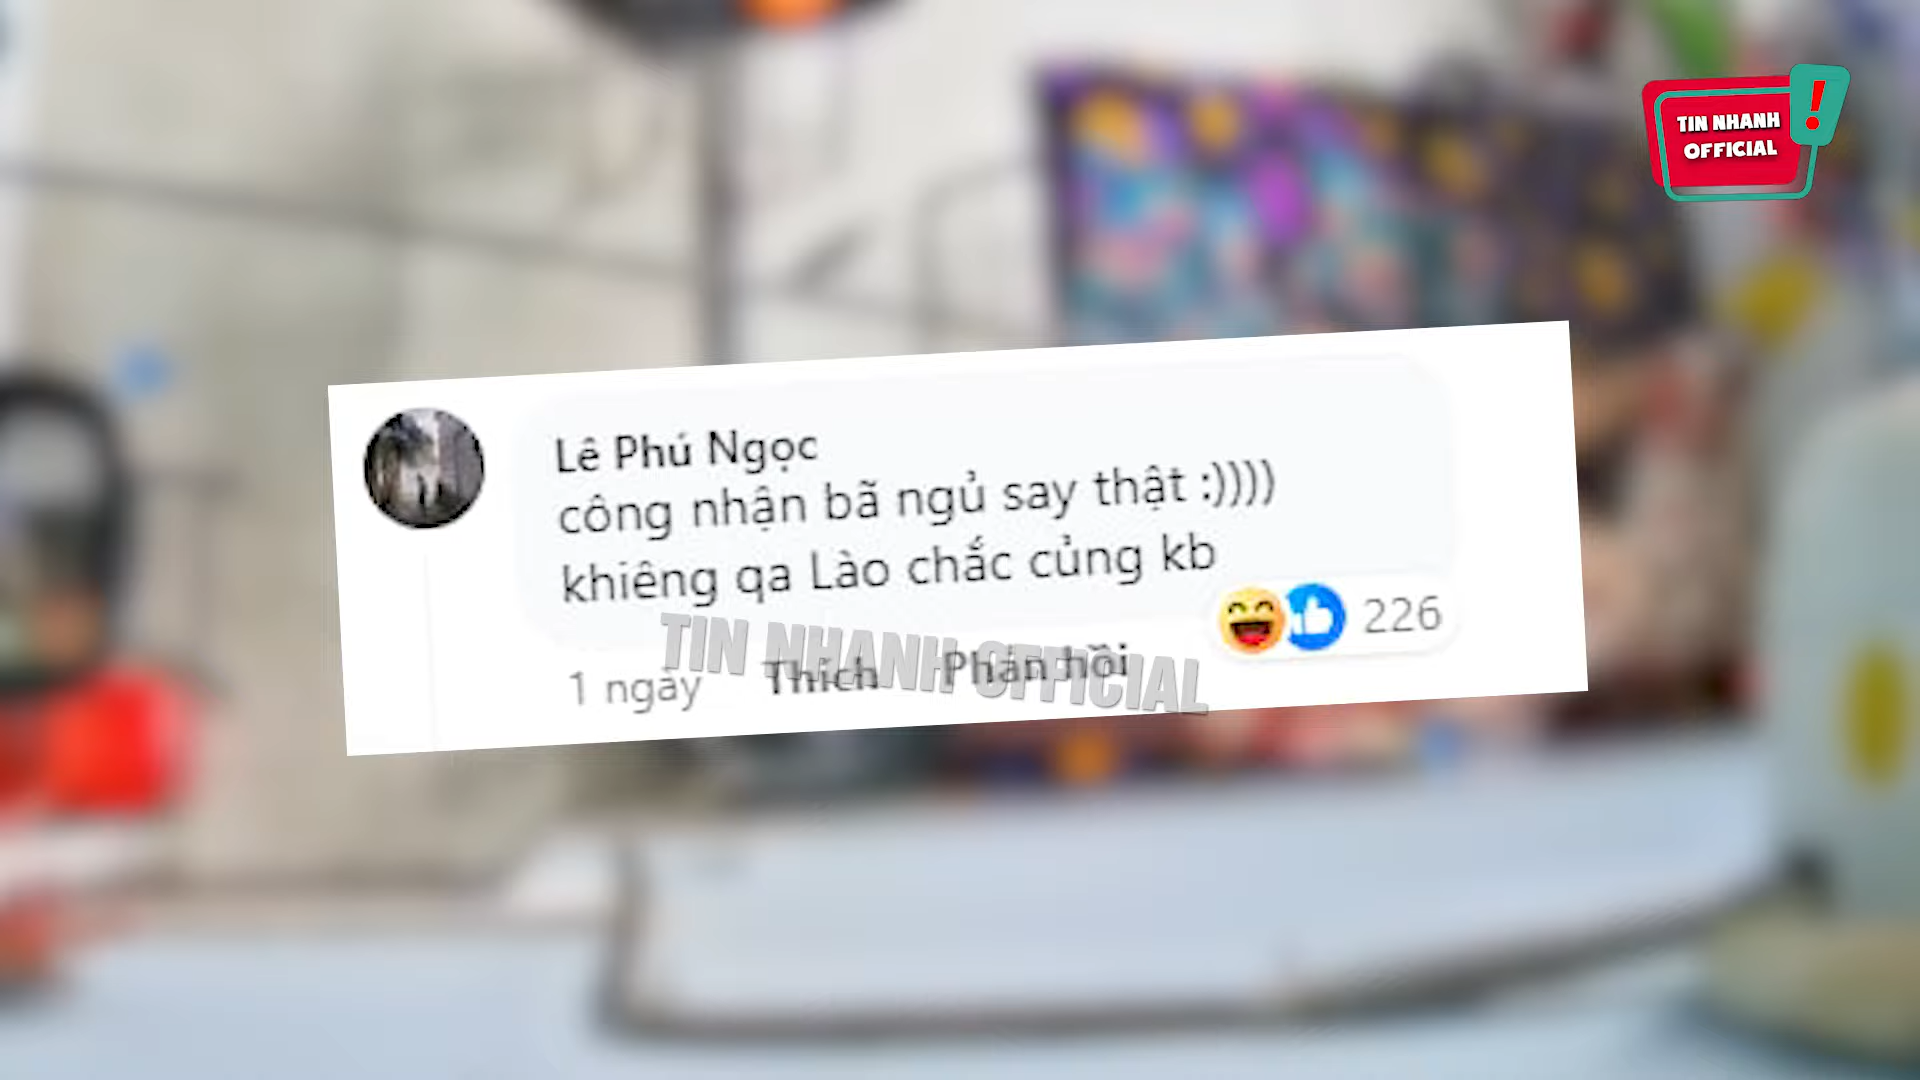 TIN NHANH
OFFICIAL
Lê Phú Ngọc
công nhận bã ngủ say thật :))))
khiêng qa Lào chắc củng kb
226
1 ngày Thích Phản hồi
TIN NHANH OFFICIAL